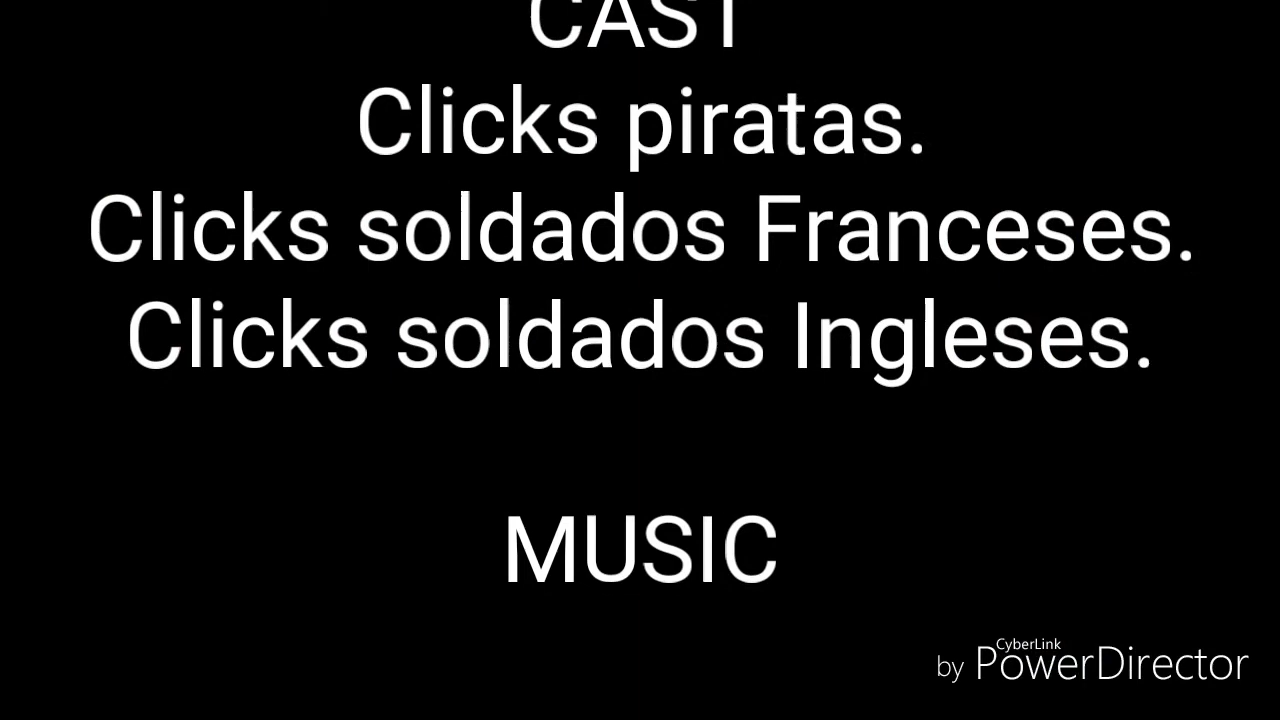 CAST
Clicks piratas.
Clicks soldados Franceses.
Clicks soldados Ingleses.
MUSIC
CyberLink
by PowerDirector